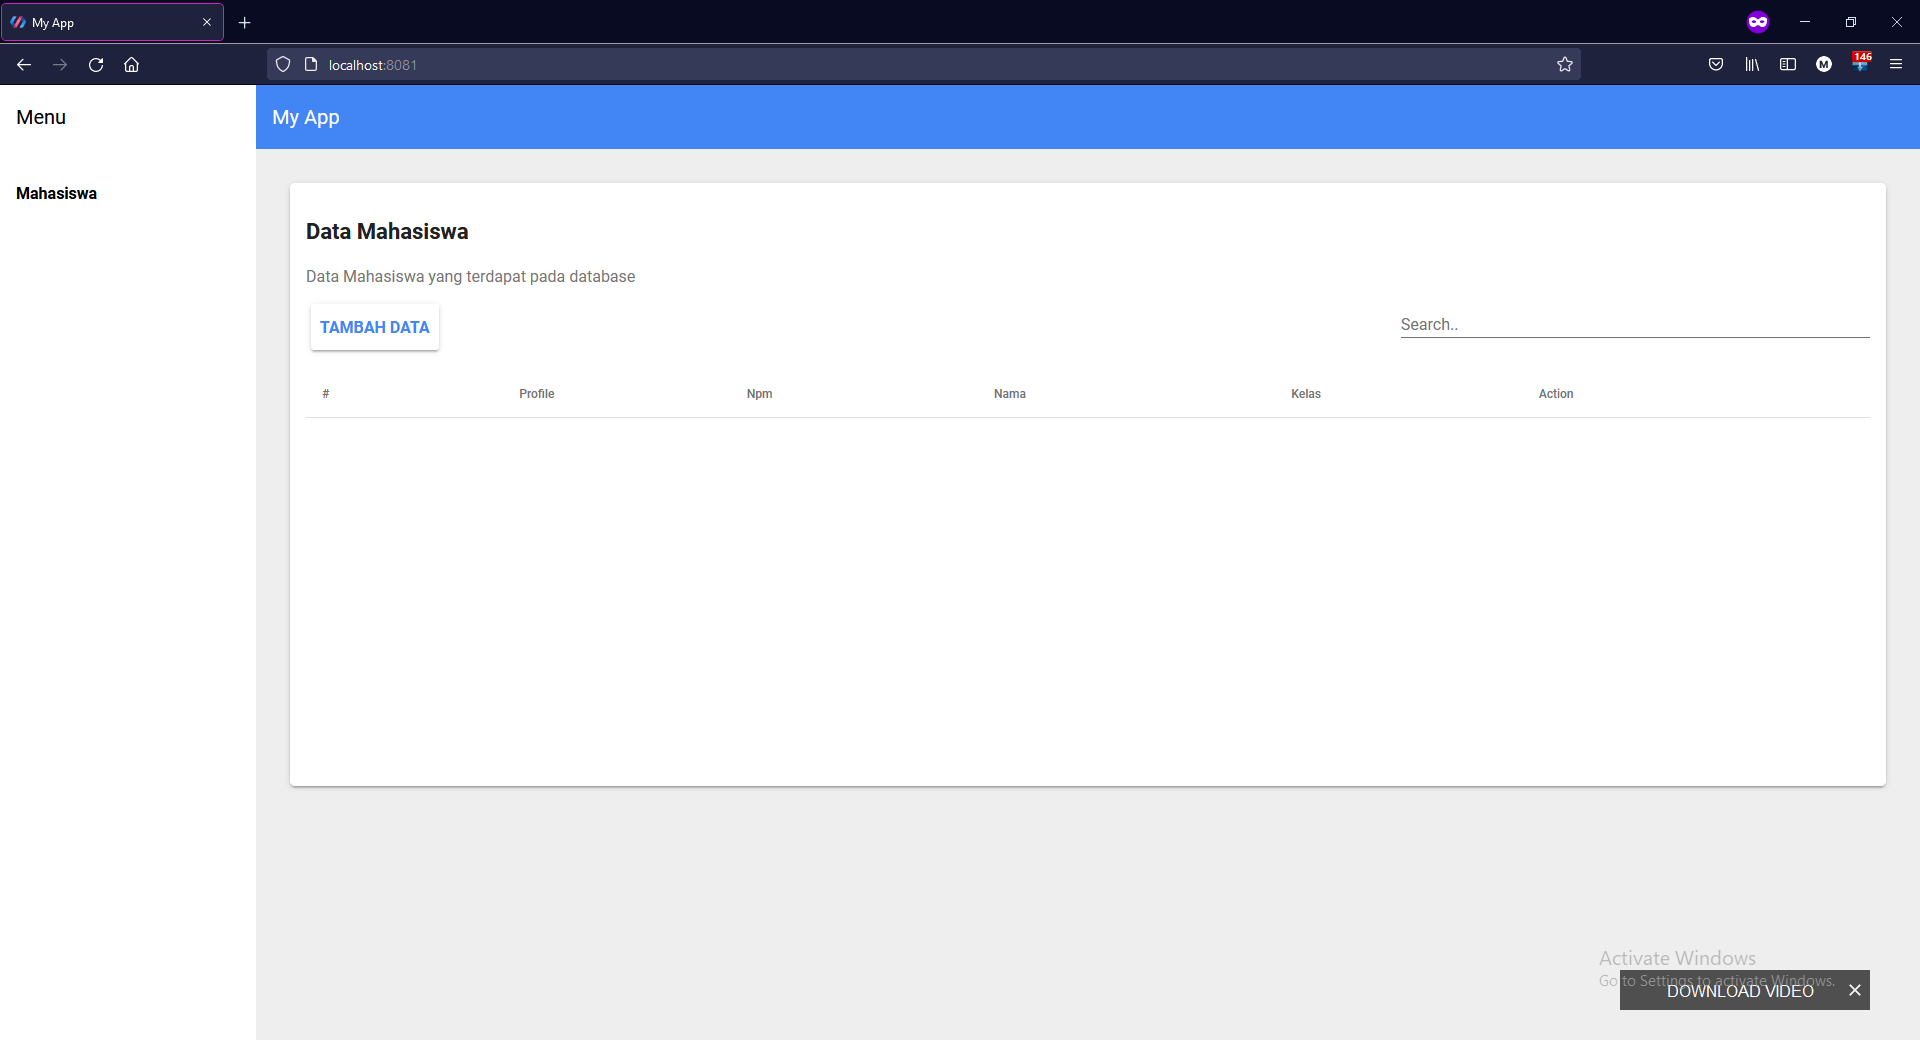 My App
localhost:8081
146
M
Menu
My App
Mahasiswa
Data Mahasiswa
Data Mahasiswa yang terdapat pada database
TAMBAH DATA
Search..
# Profile Npm Nama Kelas Action
Activate Windows
Go to Settings to activate Windows.
DOWNLOAD VIDEO